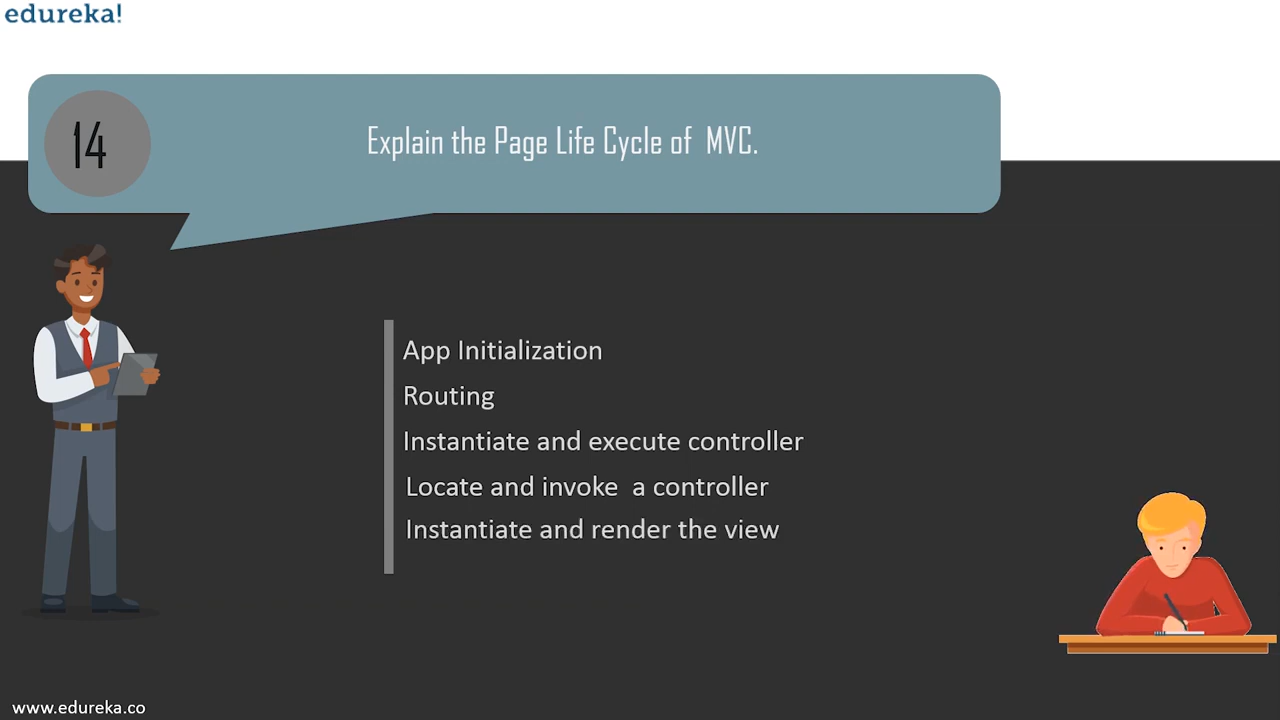 edureka!
14
Explain the Page Life Cycle of MVC.
App Initialization
Routing
Instantiate and execute controller
Locate and invoke a controller
Instantiate and render the view
www.edureka.co